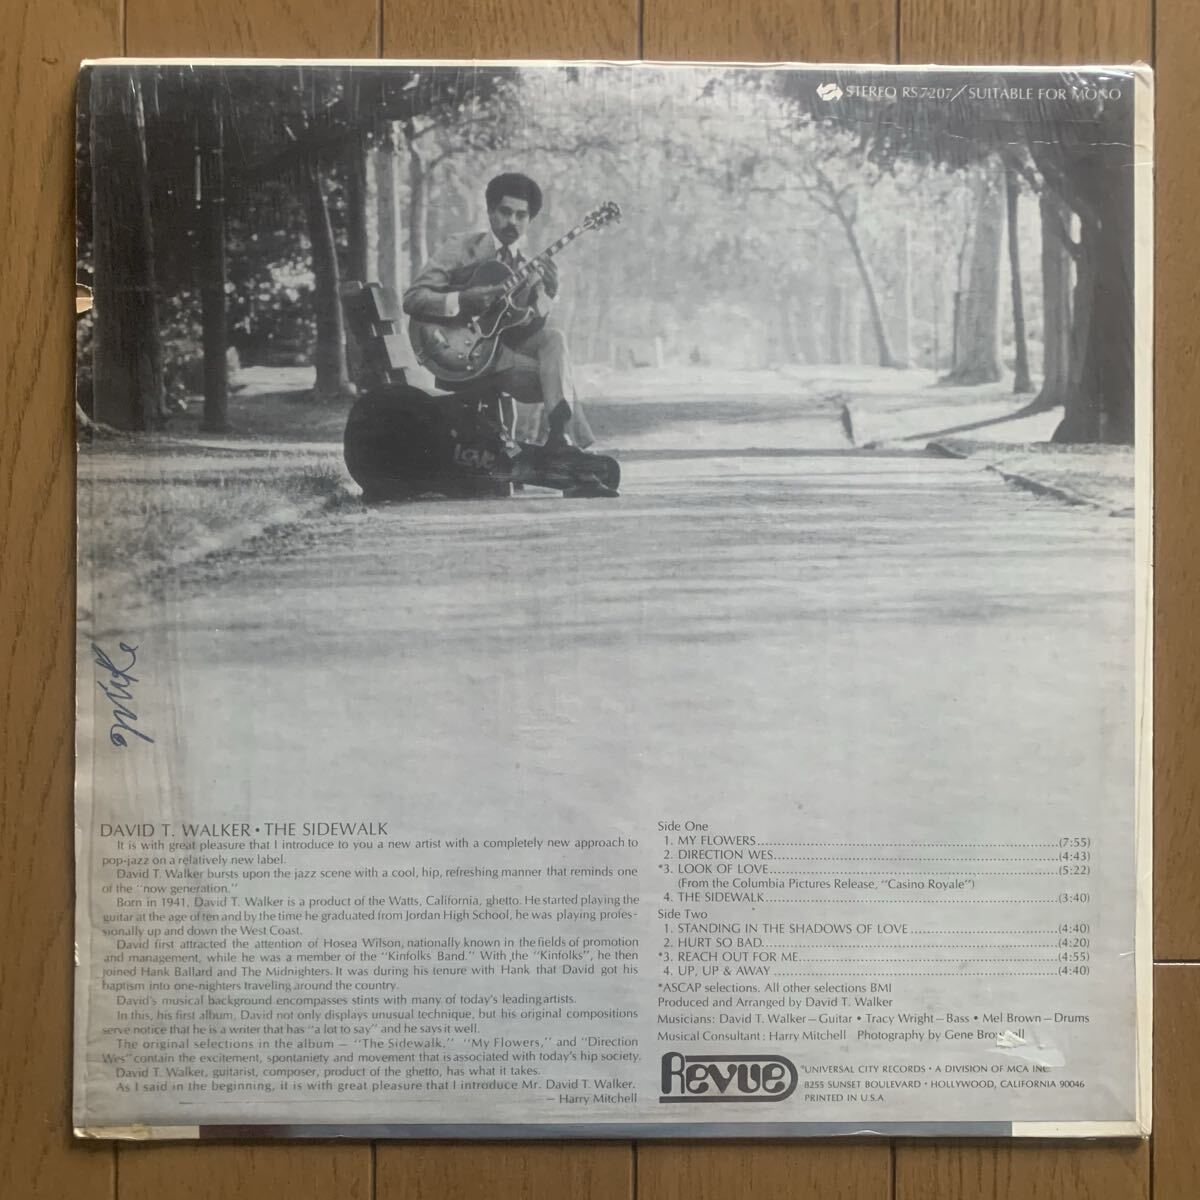 STEREO RS7207/SUITABLE FOR MONO
Love
Mike
DAVID T. WALKER • THE SIDEWALK
It is with great pleasure that I introduce to you a new artist with a completely new approach to
pop-jazz on a relatively new label.
David T. Walker bursts upon the jazz scene with a cool, hip, refreshing manner that reminds one
of the "now generation."
Born in 1941, David T. Walker is a product of the Watts, California, ghetto. He started playing the
guitar at the age of ten and by the time he graduated from Jordan High School, he was playing profes-
sionally up and down the West Coast.
David first attracted the attention of Hosea Wilson, nationally known in the fields of promotion
and management, while he was a member of the "Kinfolks Band." With the "Kinfolks", he then
joined Hank Ballard and The Midnighters. It was during his tenure with Hank that David got his
baptism into one-nighters traveling around the country.
David's musical background encompasses stints with many of today's leading artists.
In this, his first album, David not only displays unusual technique, but his original compositions
serve notice that he is a writer that has "a lot to say" and he says it well.
The original selections in the album — "The Sidewalk," "My Flowers," and "Direction
Wes" contain the excitement, spontaniety and movement that is associated with today's hip society.
David T. Walker, guitarist, composer, product of the ghetto, has what it takes.
As I said in the beginning, it is with great pleasure that I introduce Mr. David T. Walker.
— Harry Mitchell
Side One
1. MY FLOWERS (7:55)
2. DIRECTION WES (4:43)
*3. LOOK OF LOVE (5:22)
(From the Columbia Pictures Release, "Casino Royale")
4. THE SIDEWALK (3:40)
Side Two
1. STANDING IN THE SHADOWS OF LOVE (4:40)
2. HURT SO BAD (4:20)
*3. REACH OUT FOR ME (4:55)
4. UP, UP & AWAY (4:40)
*ASCAP selections. All other selections BMI
Produced and Arranged by David T. Walker
Musicians: David T. Walker—Guitar • Tracy Wright—Bass • Mel Brown—Drums
Musical Consultant: Harry Mitchell Photography by Gene
Revue
UNIVERSAL CITY RECORDS • A DIVISION OF MCA INC.
8255 SUNSET BOULEVARD • HOLLYWOOD, CALIFORNIA 90046
PRINTED IN U.S.A.